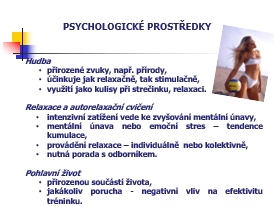 PSYCHOLOGICKÉ PROSTŘEDKY
Hudba
• přirozené zvuky, např. přírody,
• účinkuje jak relaxačně, tak stimulačně,
• využití jako kulisy při strečinku, relaxaci.
Relaxace a autorelaxační cvičení
• intenzivní zatížení vede ke zvyšování mentální únavy,
• mentální únava nebo emoční stres – tendence
kumulace,
• provádění relaxace – individuálně nebo kolektivně,
• nutná porada s odborníkem.
Pohlavní život
• přirozenou součástí života,
• jakákoliv porucha - negativní vliv na efektivitu
tréninku.